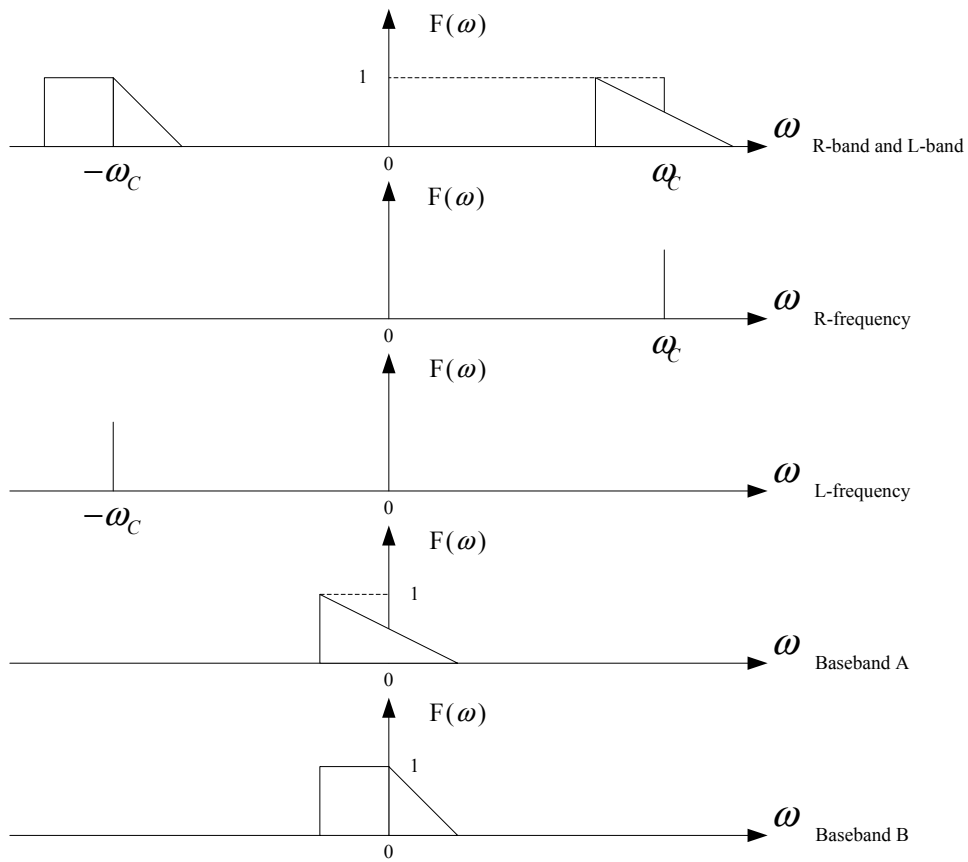 F(ω)
1
ω
R-band and L-band
−ω_C
0
ω_C
F(ω)
ω
R-frequency
0
ω_C
F(ω)
ω
L-frequency
−ω_C
0
F(ω)
1
ω
Baseband A
0
F(ω)
1
ω
Baseband B
0